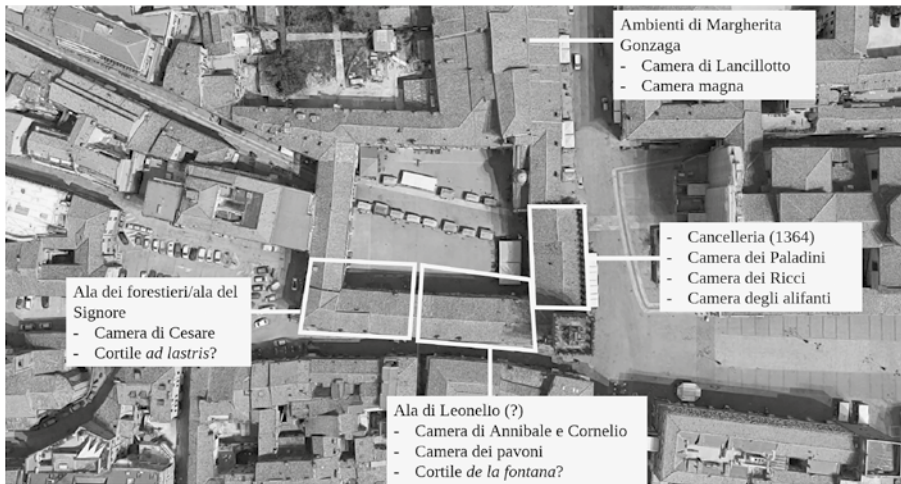 Ambienti di Margherita
Gonzaga
- Camera di Lancillotto
- Camera magna
- Cancelleria (1364)
- Camera dei Paladini
- Camera dei Ricci
- Camera degli alifanti
Ala dei forestieri/ala del
Signore
- Camera di Cesare
- Cortile ad lastris?
Ala di Leonello (?)
- Camera di Annibale e Cornelio
- Camera dei pavoni
- Cortile de la fontana?